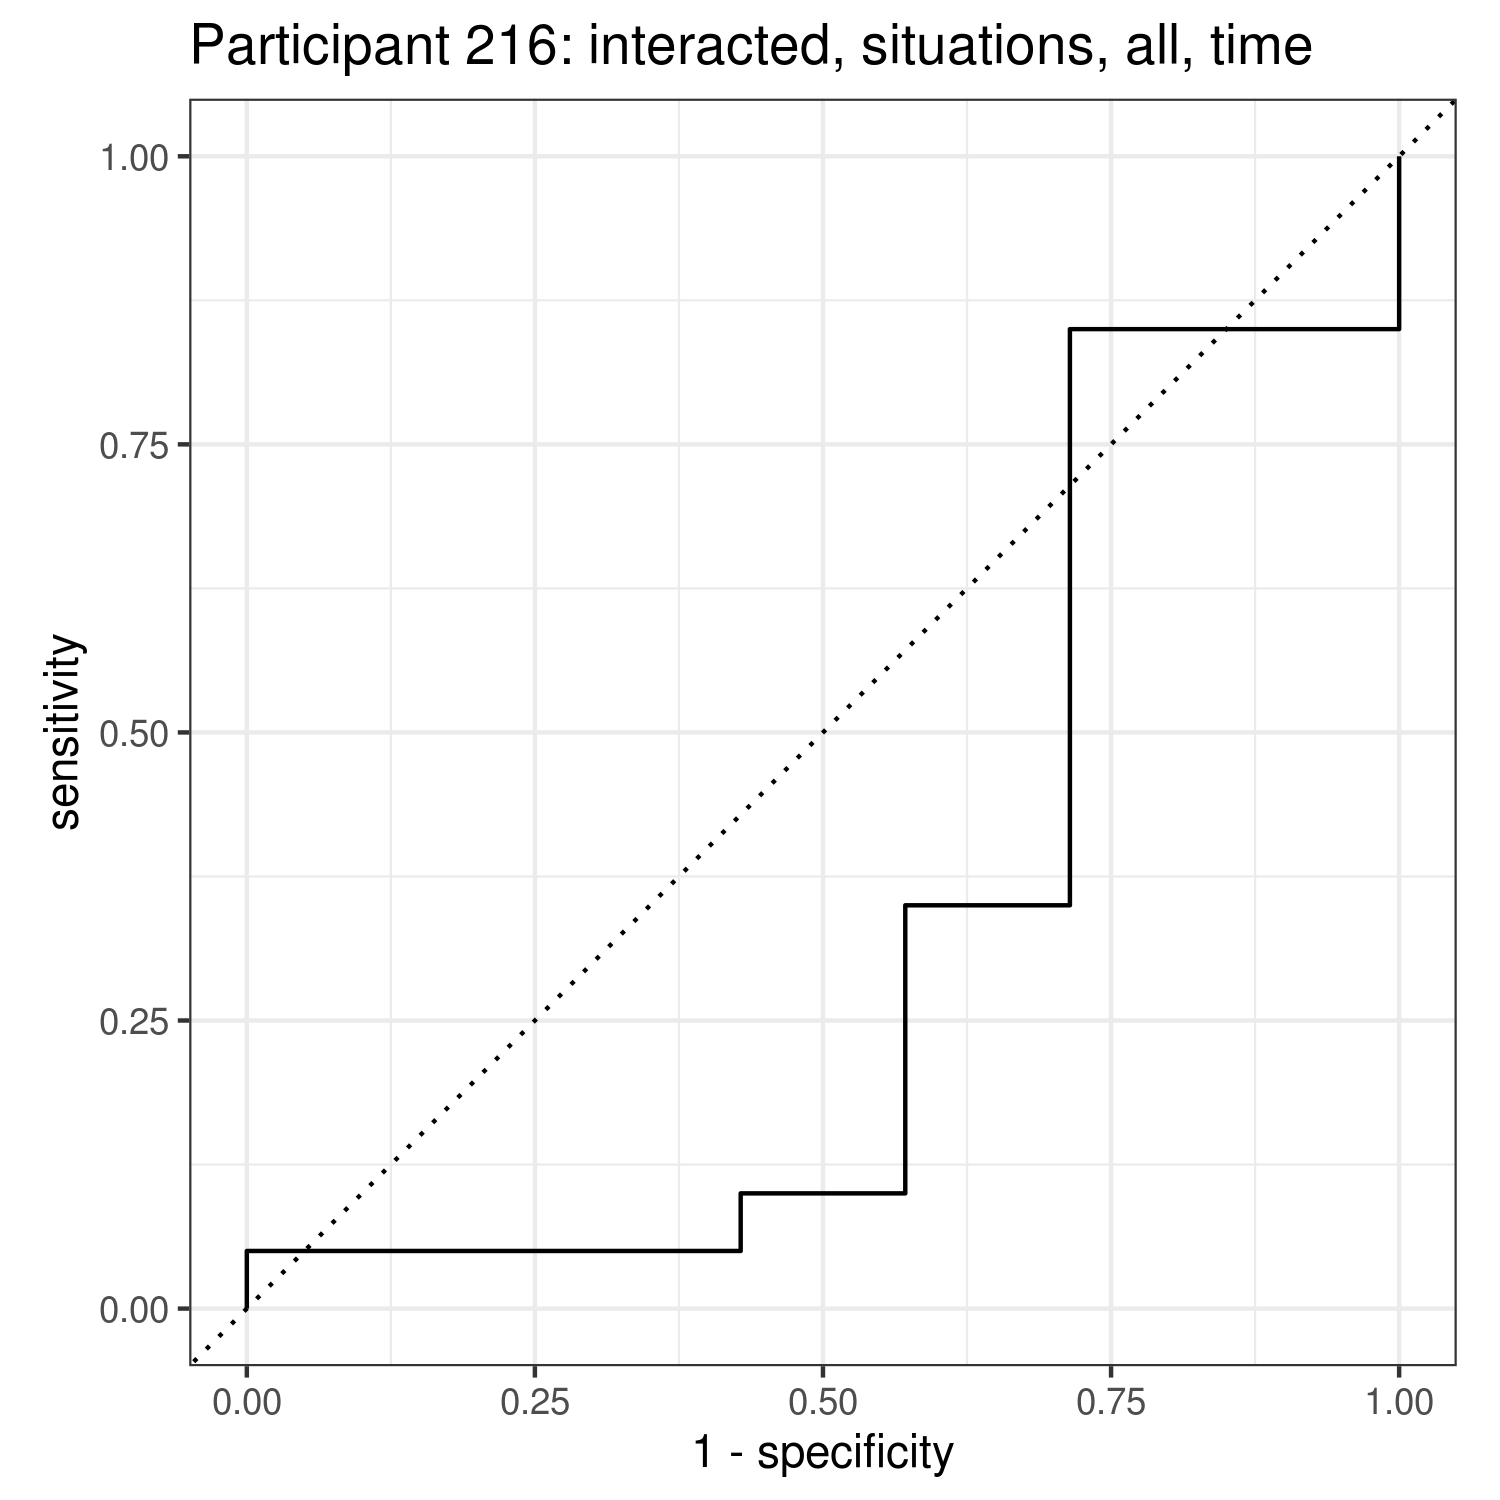 Participant 216: interacted, situations, all, time
1.00
0.75
0.50
0.25
0.00
sensitivity
0.00 0.25 0.50 0.75 1.00
1 - specificity